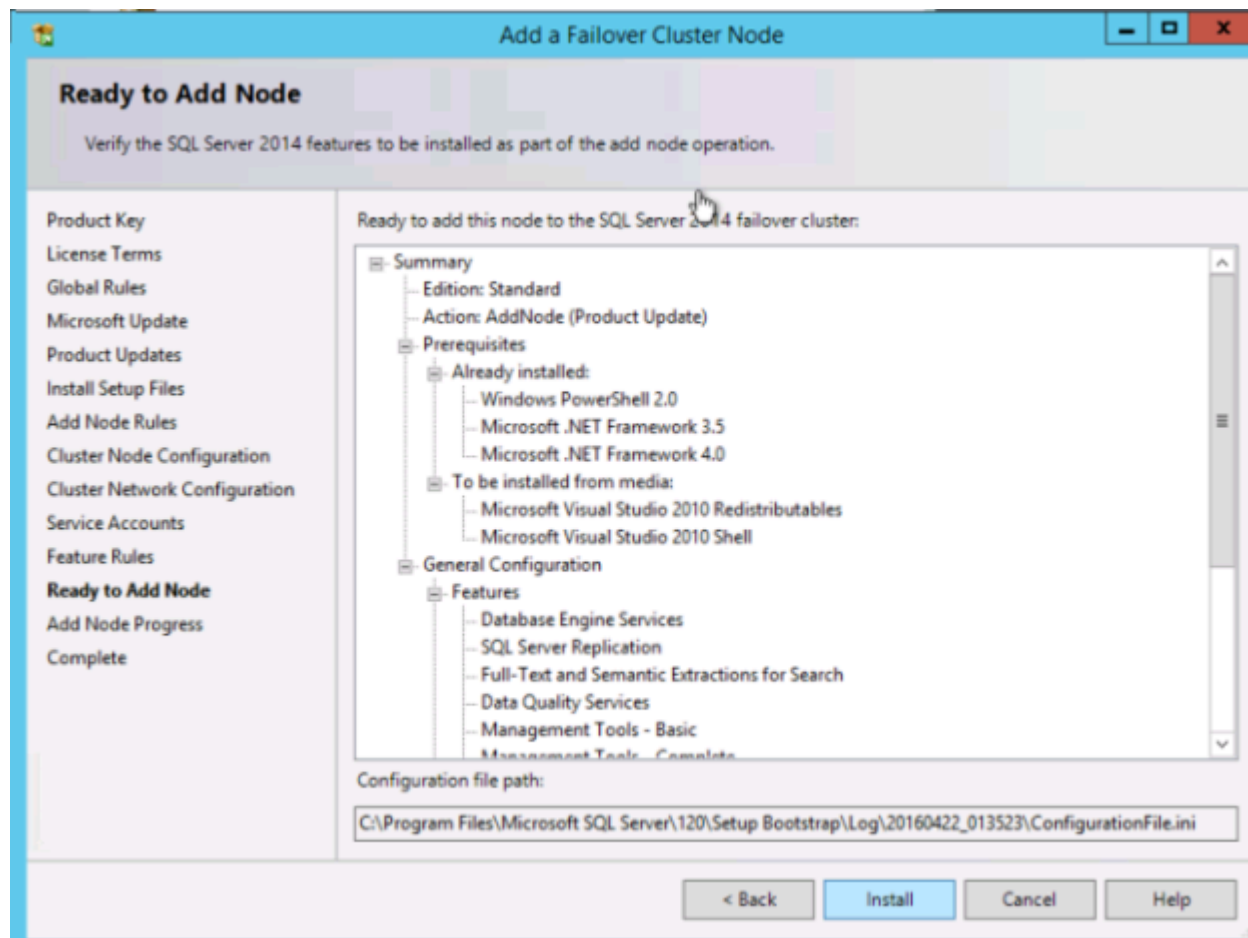 Add a Failover Cluster Node
Ready to Add Node
Verify the SQL Server 2014 features to be installed as part of the add node operation.
Product Key
License Terms
Global Rules
Microsoft Update
Product Updates
Install Setup Files
Add Node Rules
Cluster Node Configuration
Cluster Network Configuration
Service Accounts
Feature Rules
Ready to Add Node
Add Node Progress
Complete
Ready to add this node to the SQL Server 2014 failover cluster:
Summary
Edition: Standard
Action: AddNode (Product Update)
Prerequisites
Already installed:
Windows PowerShell 2.0
Microsoft .NET Framework 3.5
Microsoft .NET Framework 4.0
To be installed from media:
Microsoft Visual Studio 2010 Redistributables
Microsoft Visual Studio 2010 Shell
General Configuration
Features
Database Engine Services
SQL Server Replication
Full-Text and Semantic Extractions for Search
Data Quality Services
Management Tools - Basic
Management Tools - Complete
Configuration file path:
C:\Program Files\Microsoft SQL Server\120\Setup Bootstrap\Log\20160422_013523\ConfigurationFile.ini
< Back
Install
Cancel
Help